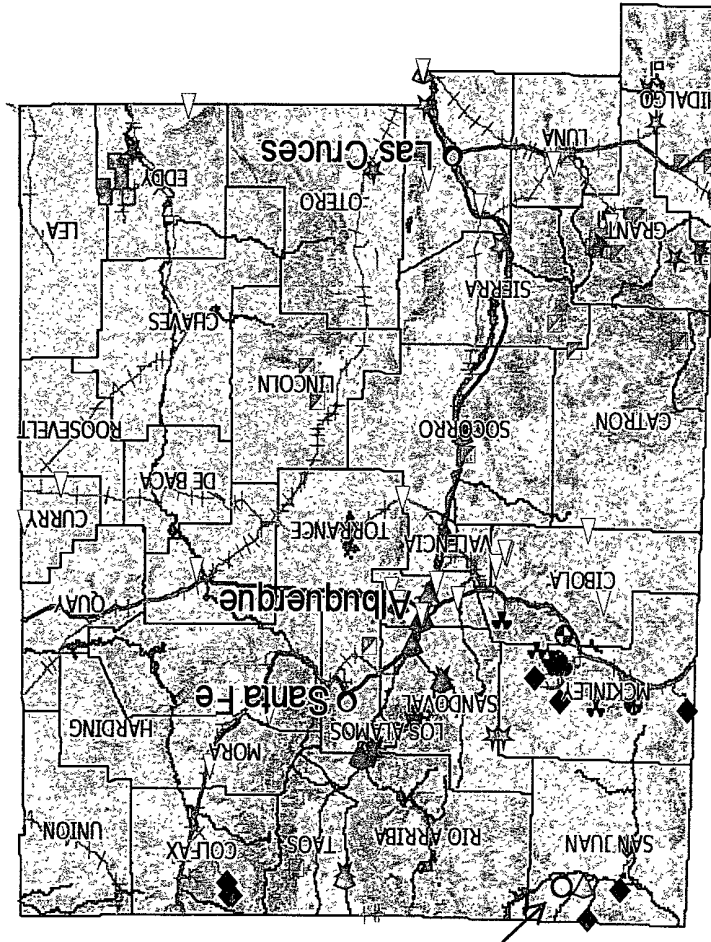 SAN JUAN
RIO ARRIBA
TAOS
COLFAX
UNION
MCKINLEY
SANDOVAL
LOS ALAMOS
Santa Fe
MORA
HARDING
CIBOLA
VALENCIA
Albuquerque
TORRANCE
QUAY
CURRY
DE BACA
CATRON
SOCORRO
LINCOLN
ROOSEVELT
CHAVES
GRANT
SIERRA
OTERO
LEA
EDDY
HIDALGO
LUNA
Las Cruces